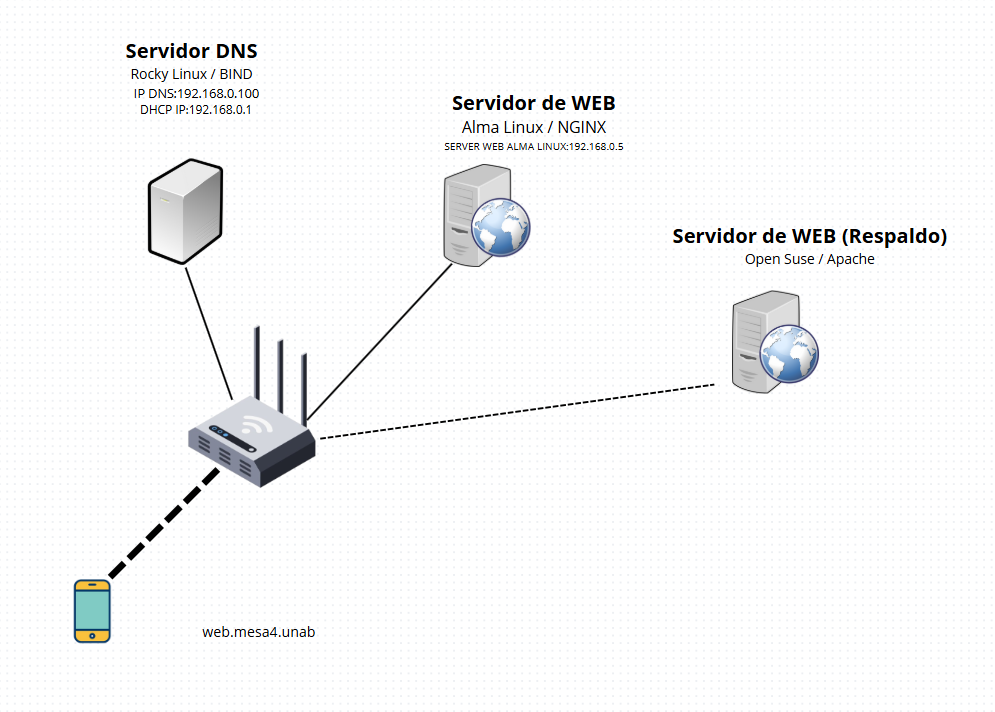 Servidor DNS
Rocky Linux / BIND
IP DNS:192.168.0.100
DHCP IP:192.168.0.1
Servidor de WEB
Alma Linux / NGINX
SERVER WEB ALMA LINUX:192.168.0.5
Servidor de WEB (Respaldo)
Open Suse / Apache
web.mesa4.unab